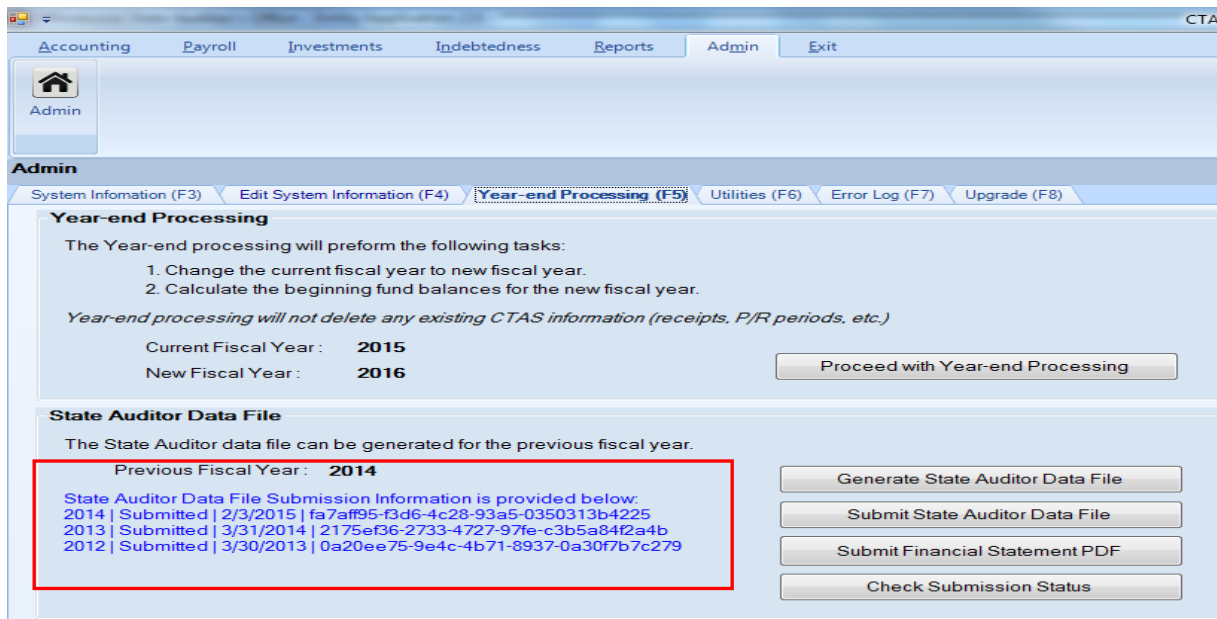 CTA
Accounting Payroll Investments Indebtedness Reports Admin Exit
Admin
Admin
System Infomation (F3) Edit System Information (F4) Year-end Processing (F5) Utilities (F6) Error Log (F7) Upgrade (F8)
Year-end Processing
The Year-end processing will preform the following tasks:
1. Change the current fiscal year to new fiscal year.
2. Calculate the beginning fund balances for the new fiscal year.
Year-end processing will not delete any existing CTAS information (receipts, P/R periods, etc.)
Current Fiscal Year : 2015
New Fiscal Year : 2016
Proceed with Year-end Processing
State Auditor Data File
The State Auditor data file can be generated for the previous fiscal year.
Previous Fiscal Year : 2014
State Auditor Data File Submission Information is provided below:
2014 | Submitted | 2/3/2015 | fa7aff95-f3d6-4c28-93a5-0350313b4225
2013 | Submitted | 3/31/2014 | 2175ef36-2733-4727-97fe-c3b5a84f2a4b
2012 | Submitted | 3/30/2013 | 0a20ee75-9e4c-4b71-8937-0a30f7b7c279
Generate State Auditor Data File
Submit State Auditor Data File
Submit Financial Statement PDF
Check Submission Status